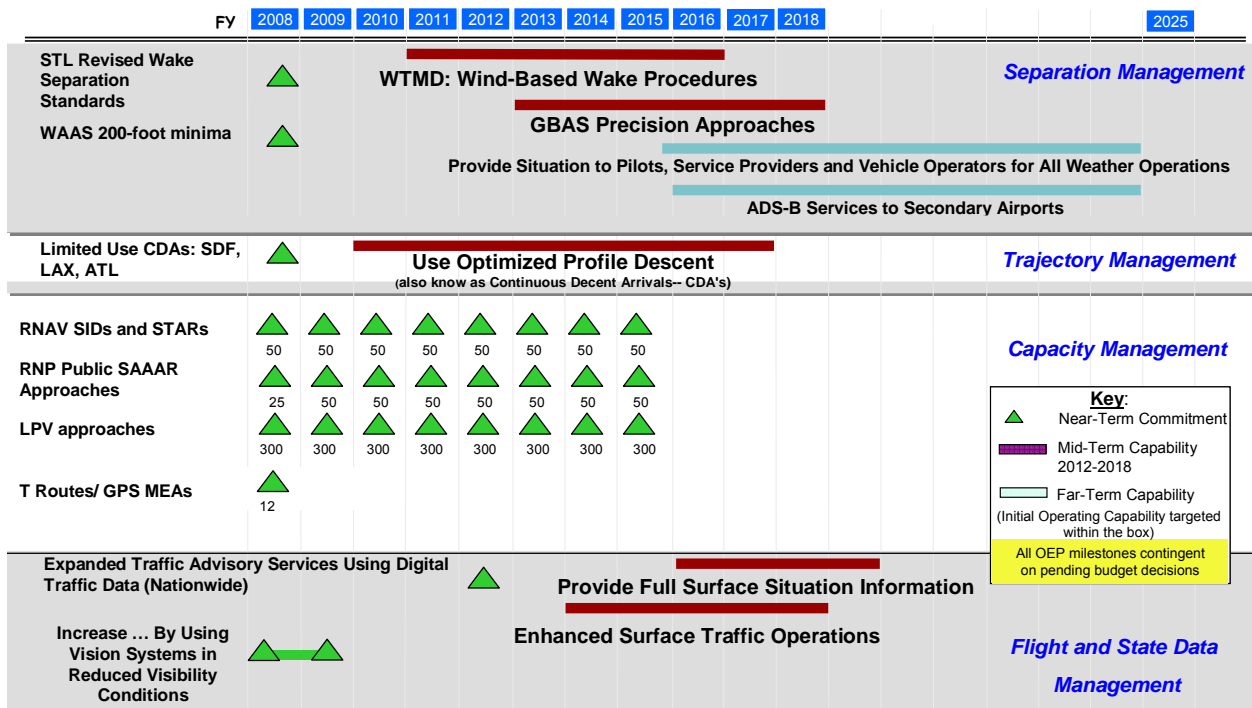 FY 2008 2009 2010 2011 2012 2013 2014 2015 2016 2017 2018 2025
STL Revised Wake
Separation
Standards
WTMD: Wind-Based Wake Procedures
Separation Management
GBAS Precision Approaches
WAAS 200-foot minima
Provide Situation to Pilots, Service Providers and Vehicle Operators for All Weather Operations
ADS-B Services to Secondary Airports
Limited Use CDAs: SDF,
LAX, ATL
Use Optimized Profile Descent
(also know as Continuous Decent Arrivals-- CDA's)
Trajectory Management
RNAV SIDs and STARs
50 50 50 50 50 50 50 50
Capacity Management
RNP Public SAAAR
Approaches
25 50 50 50 50 50 50 50
LPV approaches
300 300 300 300 300 300 300 300
T Routes/ GPS MEAs
12
Key:
Near-Term Commitment
Mid-Term Capability
2012-2018
Far-Term Capability
(Initial Operating Capability targeted
within the box)
All OEP milestones contingent
on pending budget decisions
Expanded Traffic Advisory Services Using Digital
Traffic Data (Nationwide)
Provide Full Surface Situation Information
Enhanced Surface Traffic Operations
Increase ... By Using
Vision Systems in
Reduced Visibility
Conditions
Flight and State Data
Management